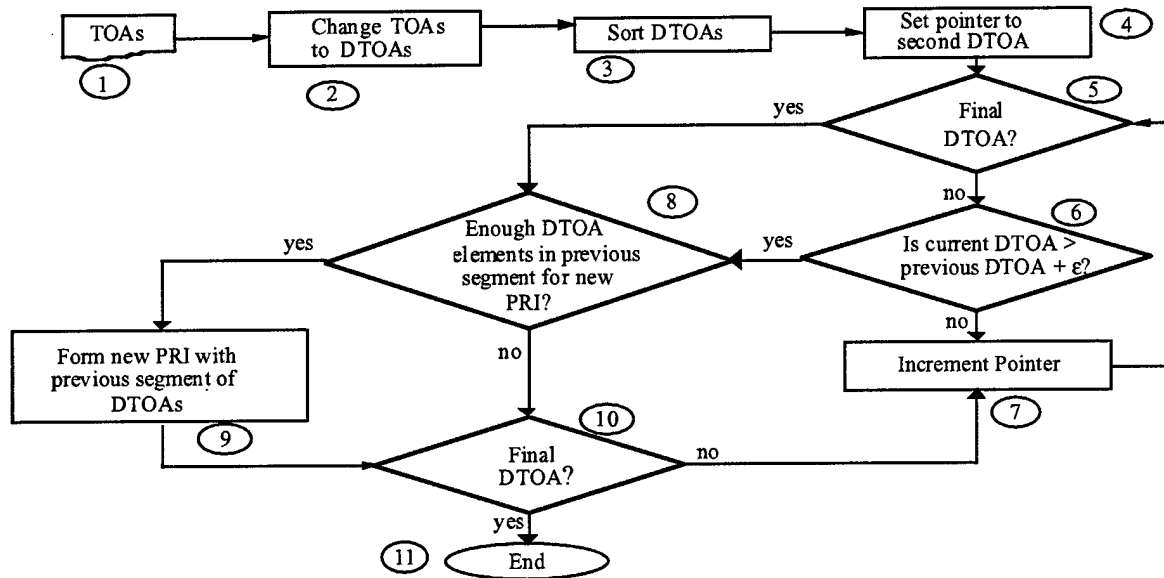 TOAs
1
Change TOAs
to DTOAs
2
Sort DTOAs
3
Set pointer to
second DTOA
4
Final
DTOA?
5
yes
no
Is current DTOA >
previous DTOA + ε?
6
yes
no
Increment Pointer
7
Enough DTOA
elements in previous
segment for new
PRI?
8
yes
no
Form new PRI with
previous segment of
DTOAs
9
Final
DTOA?
10
no
yes
End
11